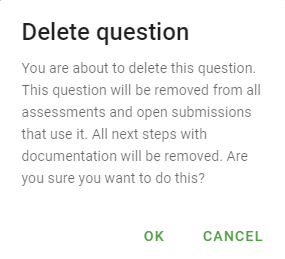 Delete question
You are about to delete this question.
This question will be removed from all
assessments and open submissions
that use it. All next steps with
documentation will be removed. Are
you sure you want to do this?
OK CANCEL